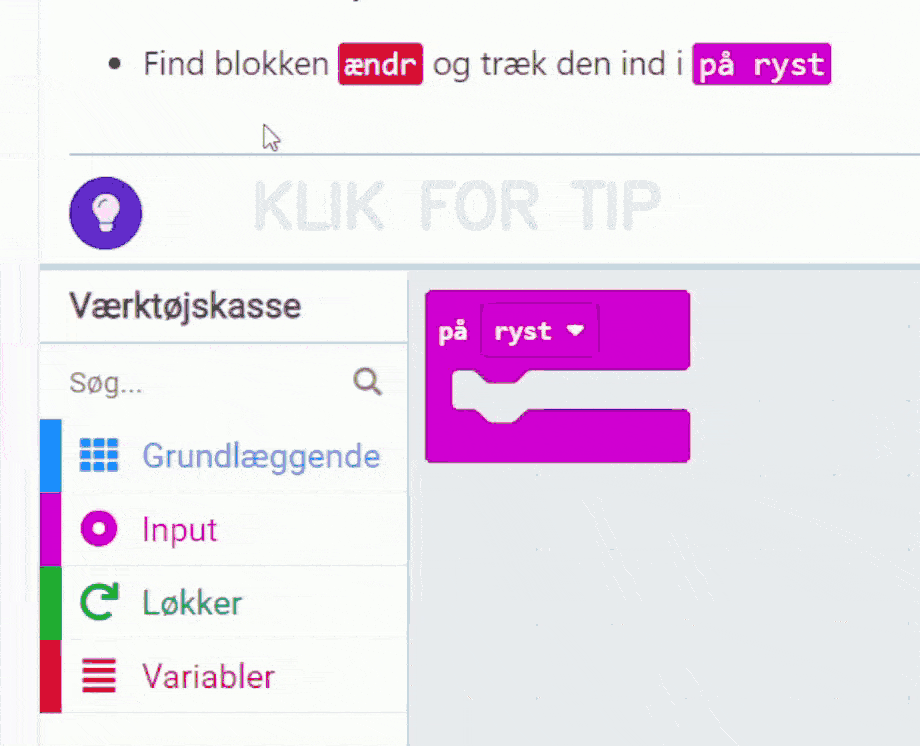 Find blokken ændr og træk den ind i på ryst
KLIK FOR TIP
Værktøjskasse
på ryst
Søg...
Grundlæggende
Input
Løkker
Variabler